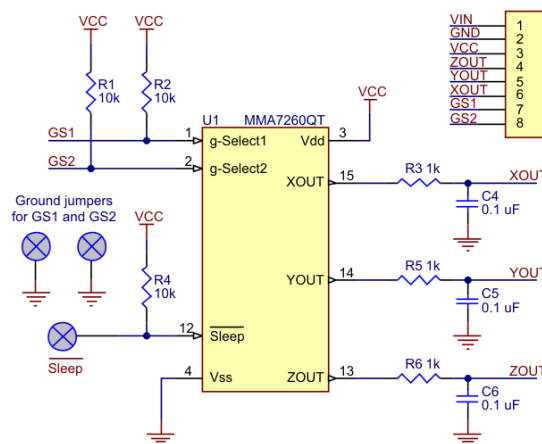 VCC
VCC
R1
10k
R2
10k
GS1
GS2
U1 MMA7260QT
1
g-Select1
2
g-Select2
Vdd
3
VCC
XOUT
15
R3 1k
XOUT
C4
0.1 uF
Ground jumpers
for GS1 and GS2
VCC
R4
10k
YOUT
14
R5 1k
YOUT
C5
0.1 uF
12
Sleep
Sleep
4
Vss
ZOUT
13
R6 1k
ZOUT
C6
0.1 uF
VIN 1
GND 2
VCC 3
ZOUT 4
YOUT 5
XOUT 6
GS1 7
GS2 8